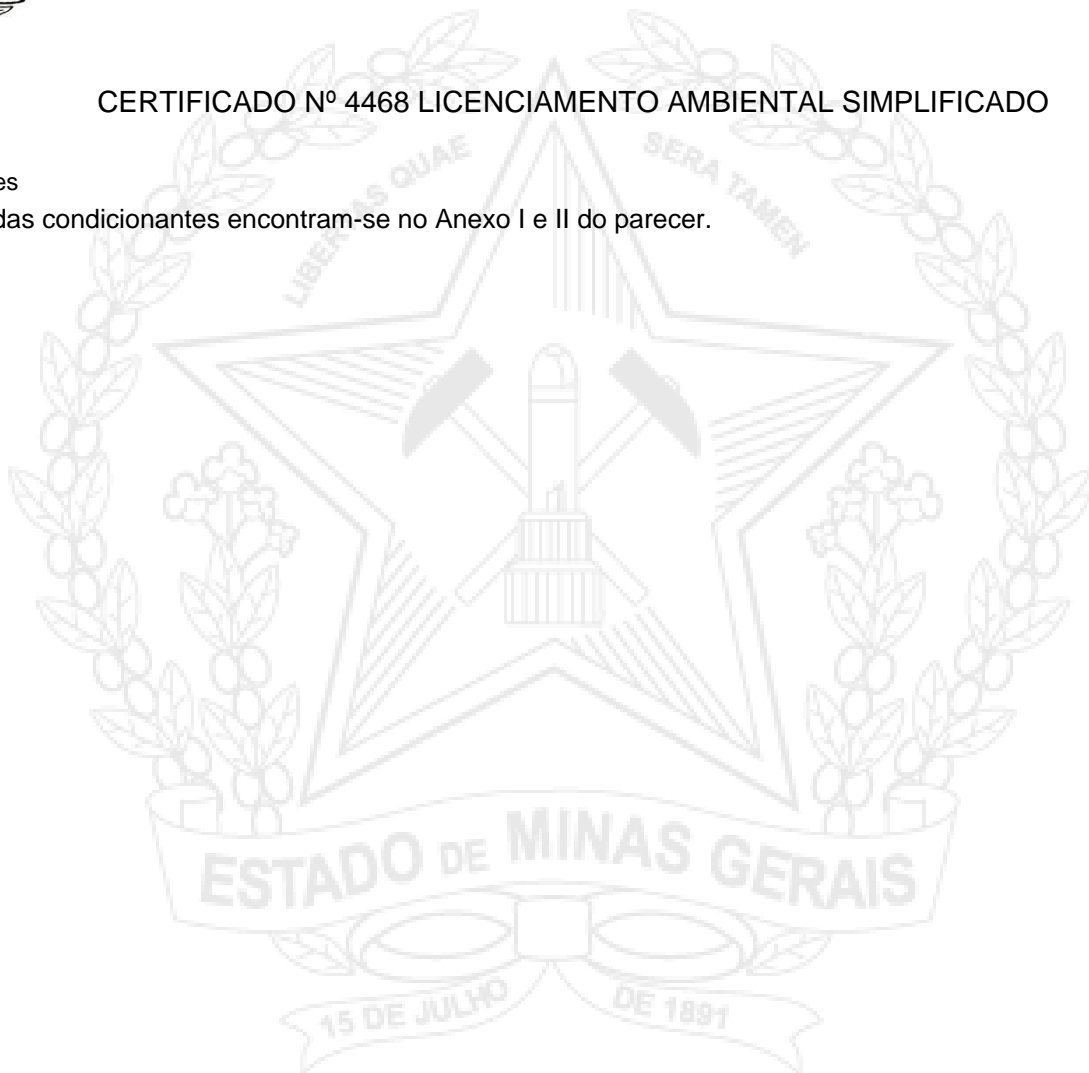 CERTIFICADO Nº 4468 LICENCIAMENTO AMBIENTAL SIMPLIFICADO
es
das condicionantes encontram-se no Anexo I e II do parecer.
LIBERTAS QUAE SERA TAMEN
ESTADO DE MINAS GERAIS
15 DE JULHO DE 1891